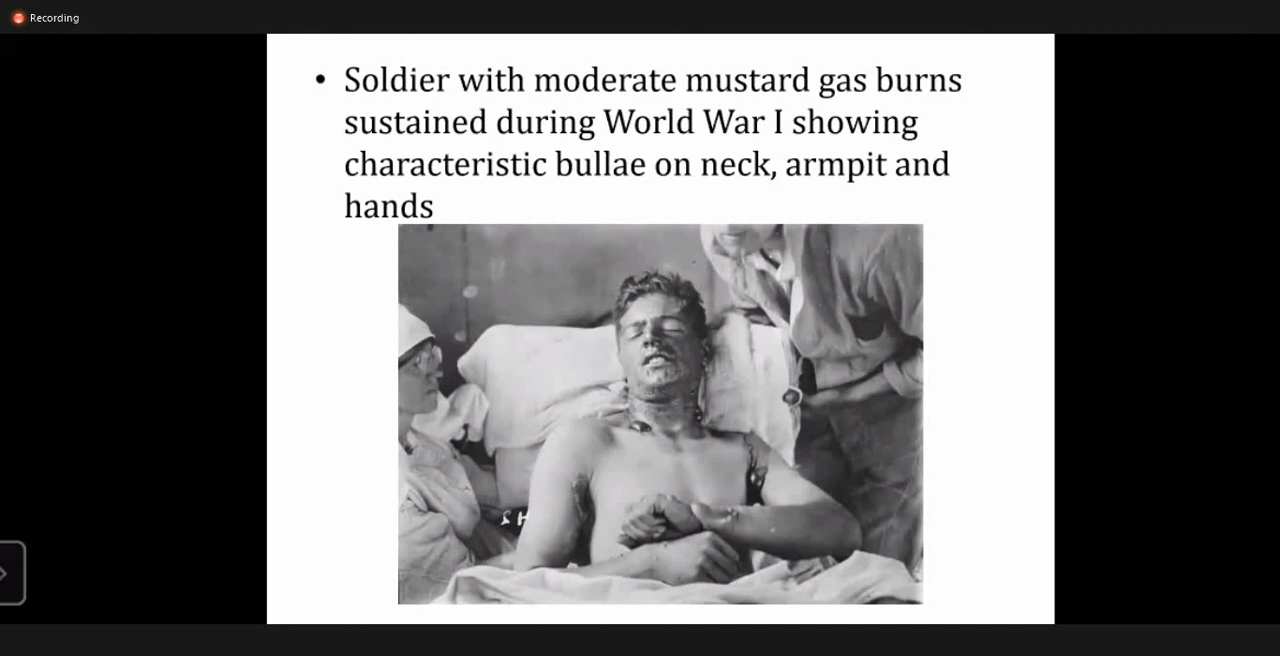 Recording
• Soldier with moderate mustard gas burns
sustained during World War I showing
characteristic bullae on neck, armpit and
hands